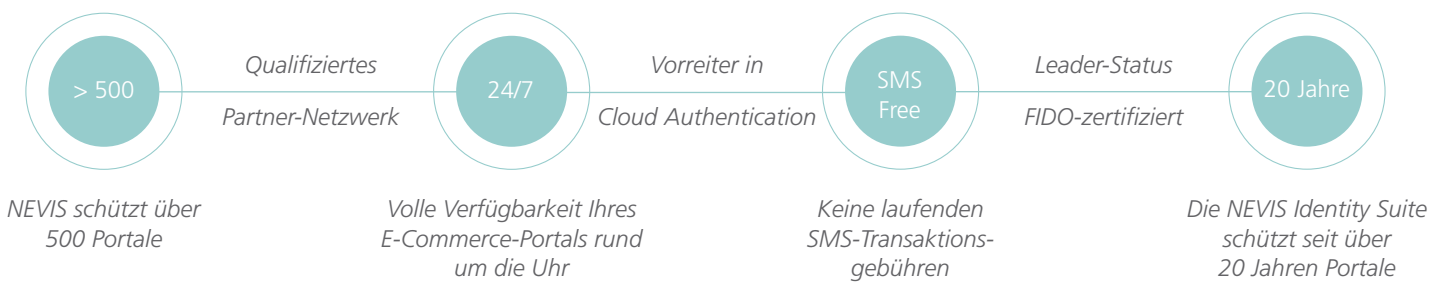 > 500
NEVIS schützt über
500 Portale
Qualifiziertes
Partner-Netzwerk
24/7
Volle Verfügbarkeit Ihres
E-Commerce-Portals rund
um die Uhr
Vorreiter in
Cloud Authentication
SMS
Free
Keine laufenden
SMS-Transaktions-
gebühren
Leader-Status
FIDO-zertifiziert
20 Jahre
Die NEVIS Identity Suite
schützt seit über
20 Jahren Portale